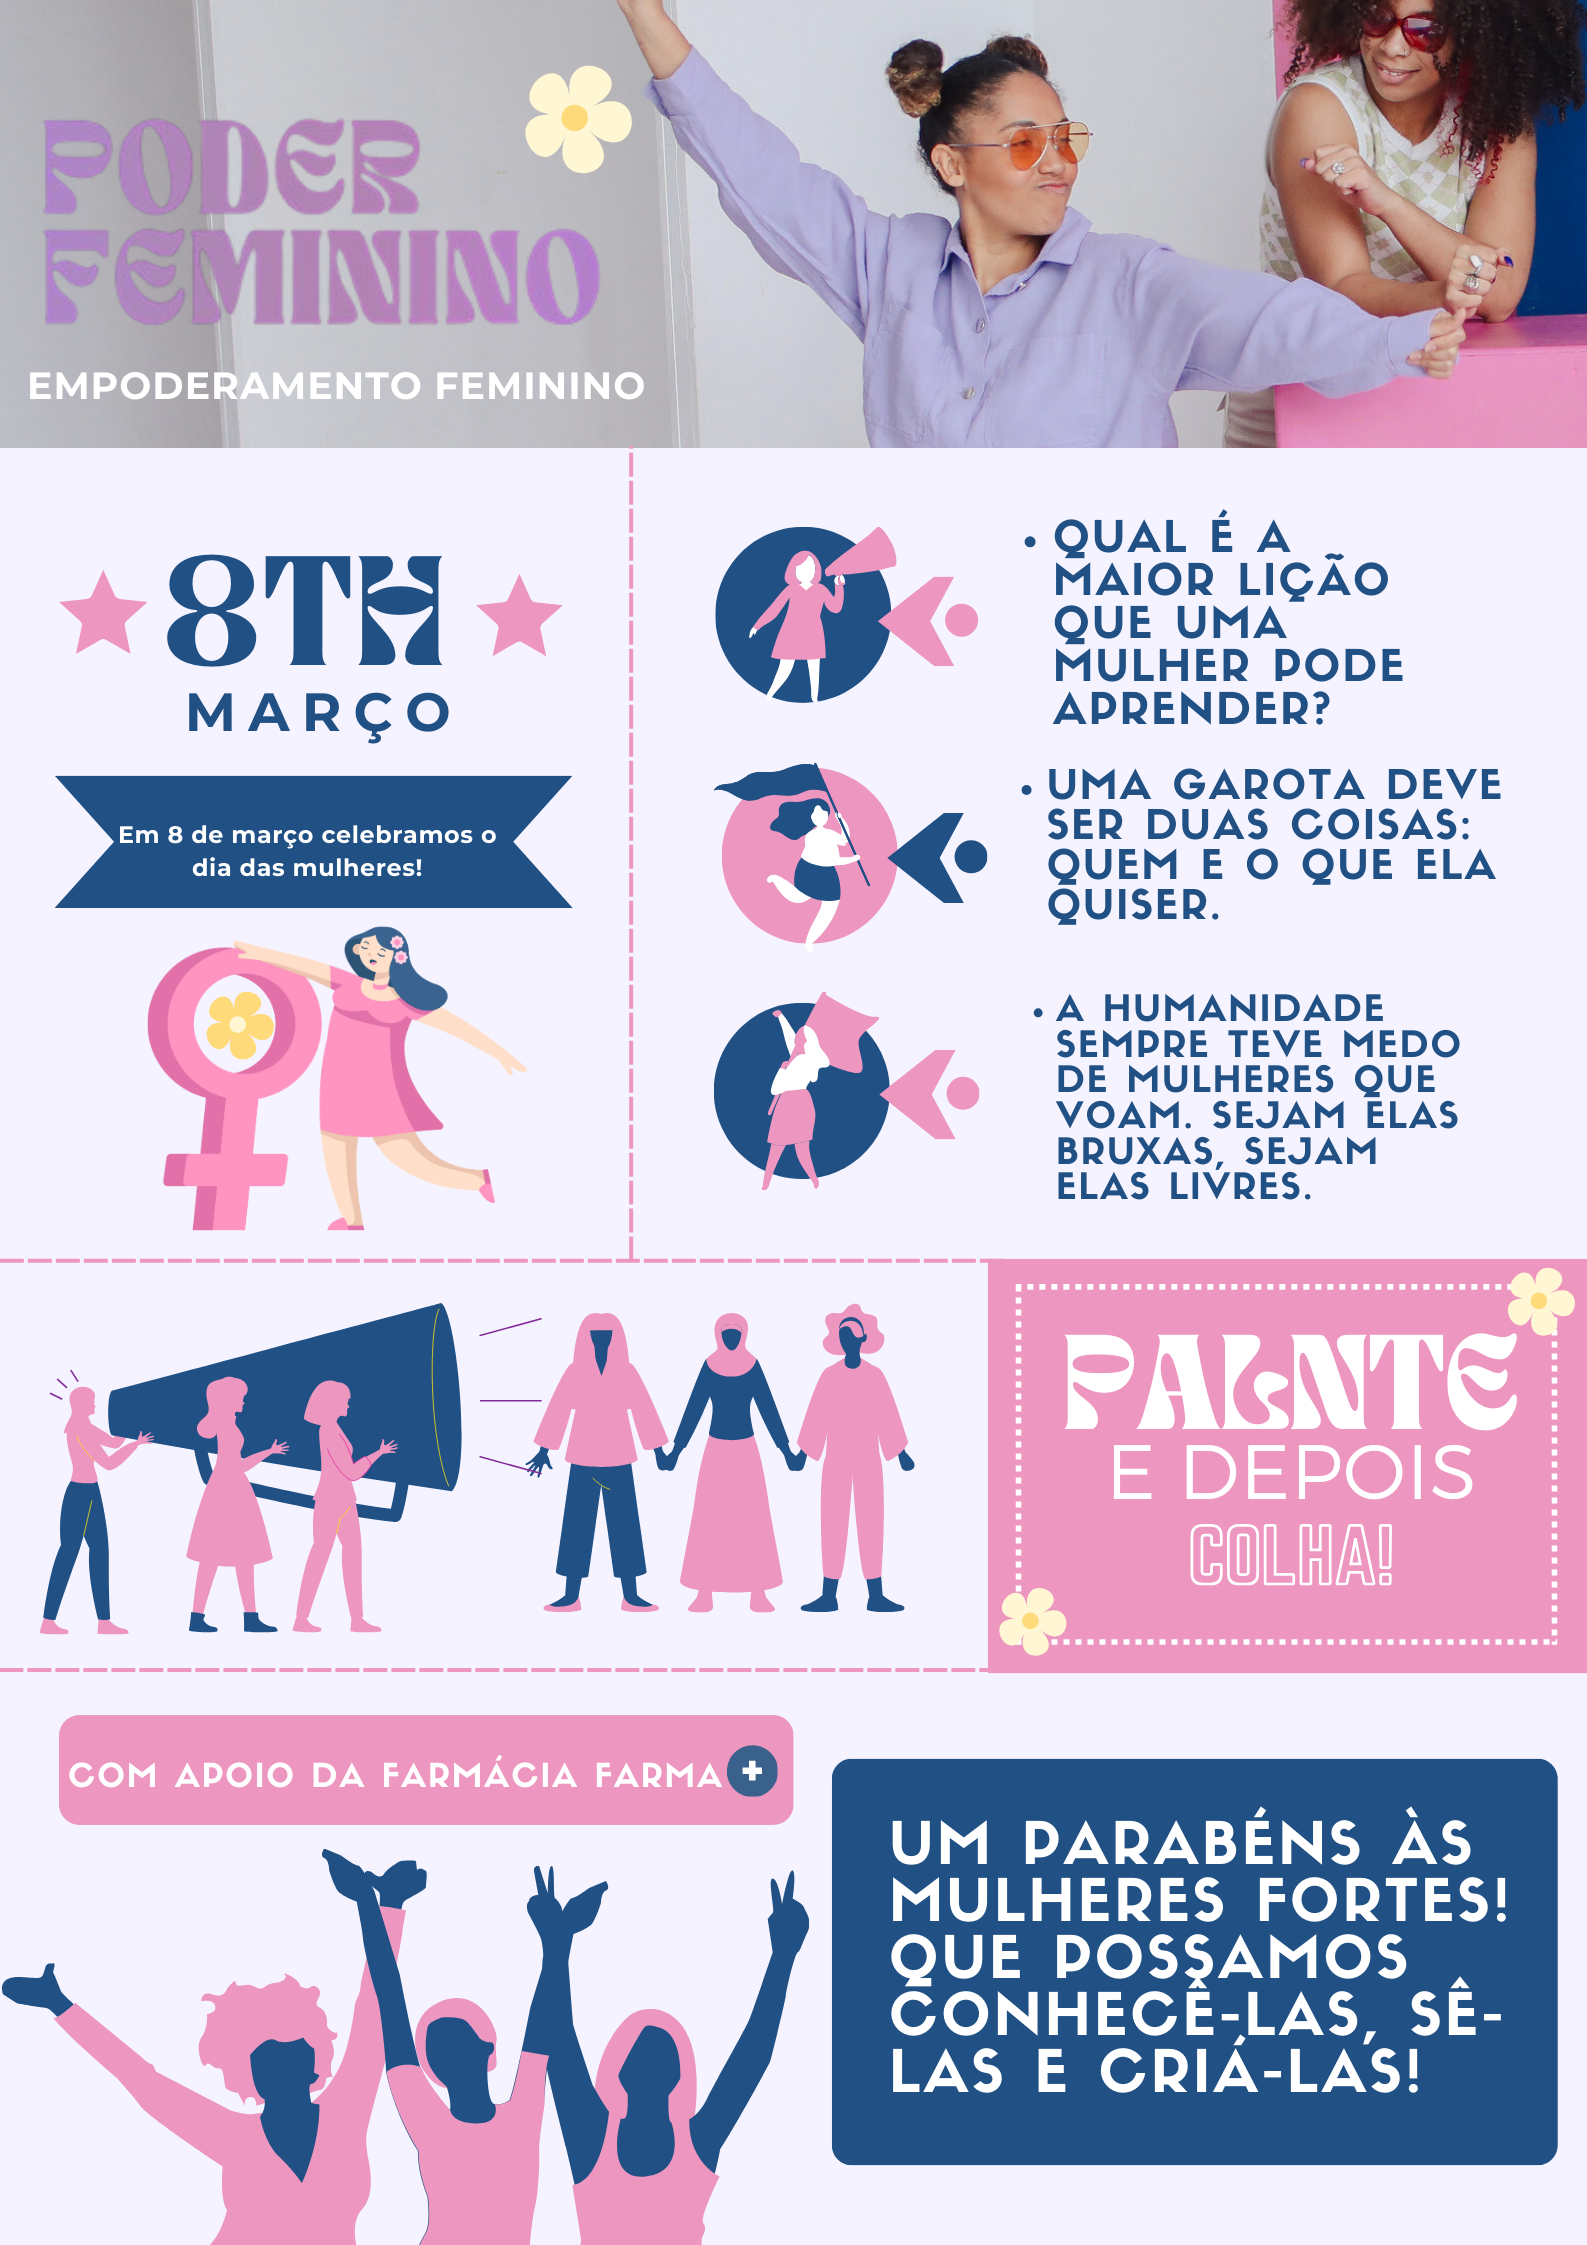 PODER
FEMININO
EMPODERAMENTO FEMININO
8TH
MARÇO
Em 8 de março celebramos o
dia das mulheres!
• QUAL É A
MAIOR LIÇÃO
QUE UMA
MULHER PODE
APRENDER?
• UMA GAROTA DEVE
SER DUAS COISAS:
QUEM E O QUE ELA
QUISER.
• A HUMANIDADE
SEMPRE TEVE MEDO
DE MULHERES QUE
VOAM. SEJAM ELAS
BRUXAS, SEJAM
ELAS LIVRES.
PALNTE
E DEPOIS
COLHA!
COM APOIO DA FARMÁCIA FARMA +
UM PARABÉNS ÀS
MULHERES FORTES!
QUE POSSAMOS
CONHECÊ-LAS, SÊ-
LAS E CRIÁ-LAS!